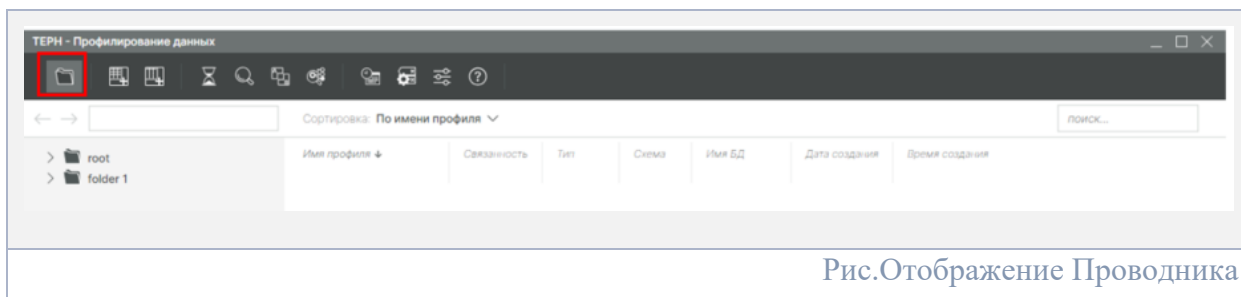 ТЕРН - Профилирование данных
Сортировка: По имени профиля
поиск...
root
folder 1
Имя профиля Связанность Тип Схема Имя БД Дата создания Время создания
Рис.Отображение Проводника